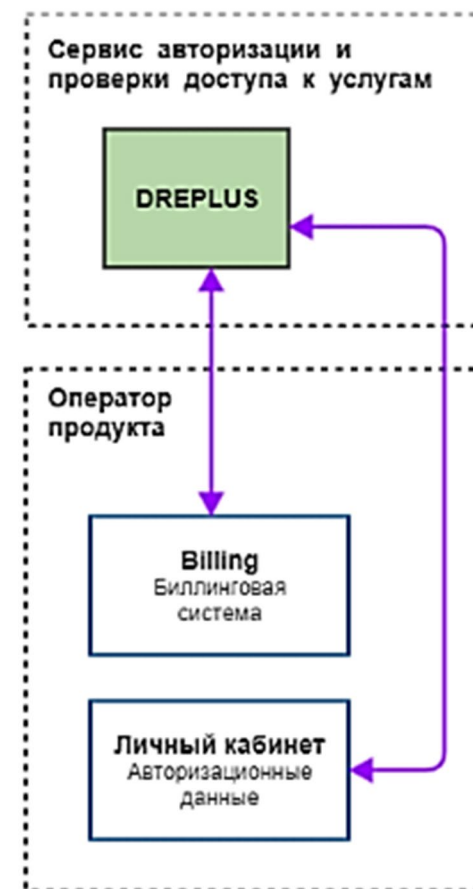 Сервис авторизации и
проверки доступа к услугам
DREPLUS
Оператор
продукта
Billing
Биллинговая
система
Личный кабинет
Авторизационные
данные